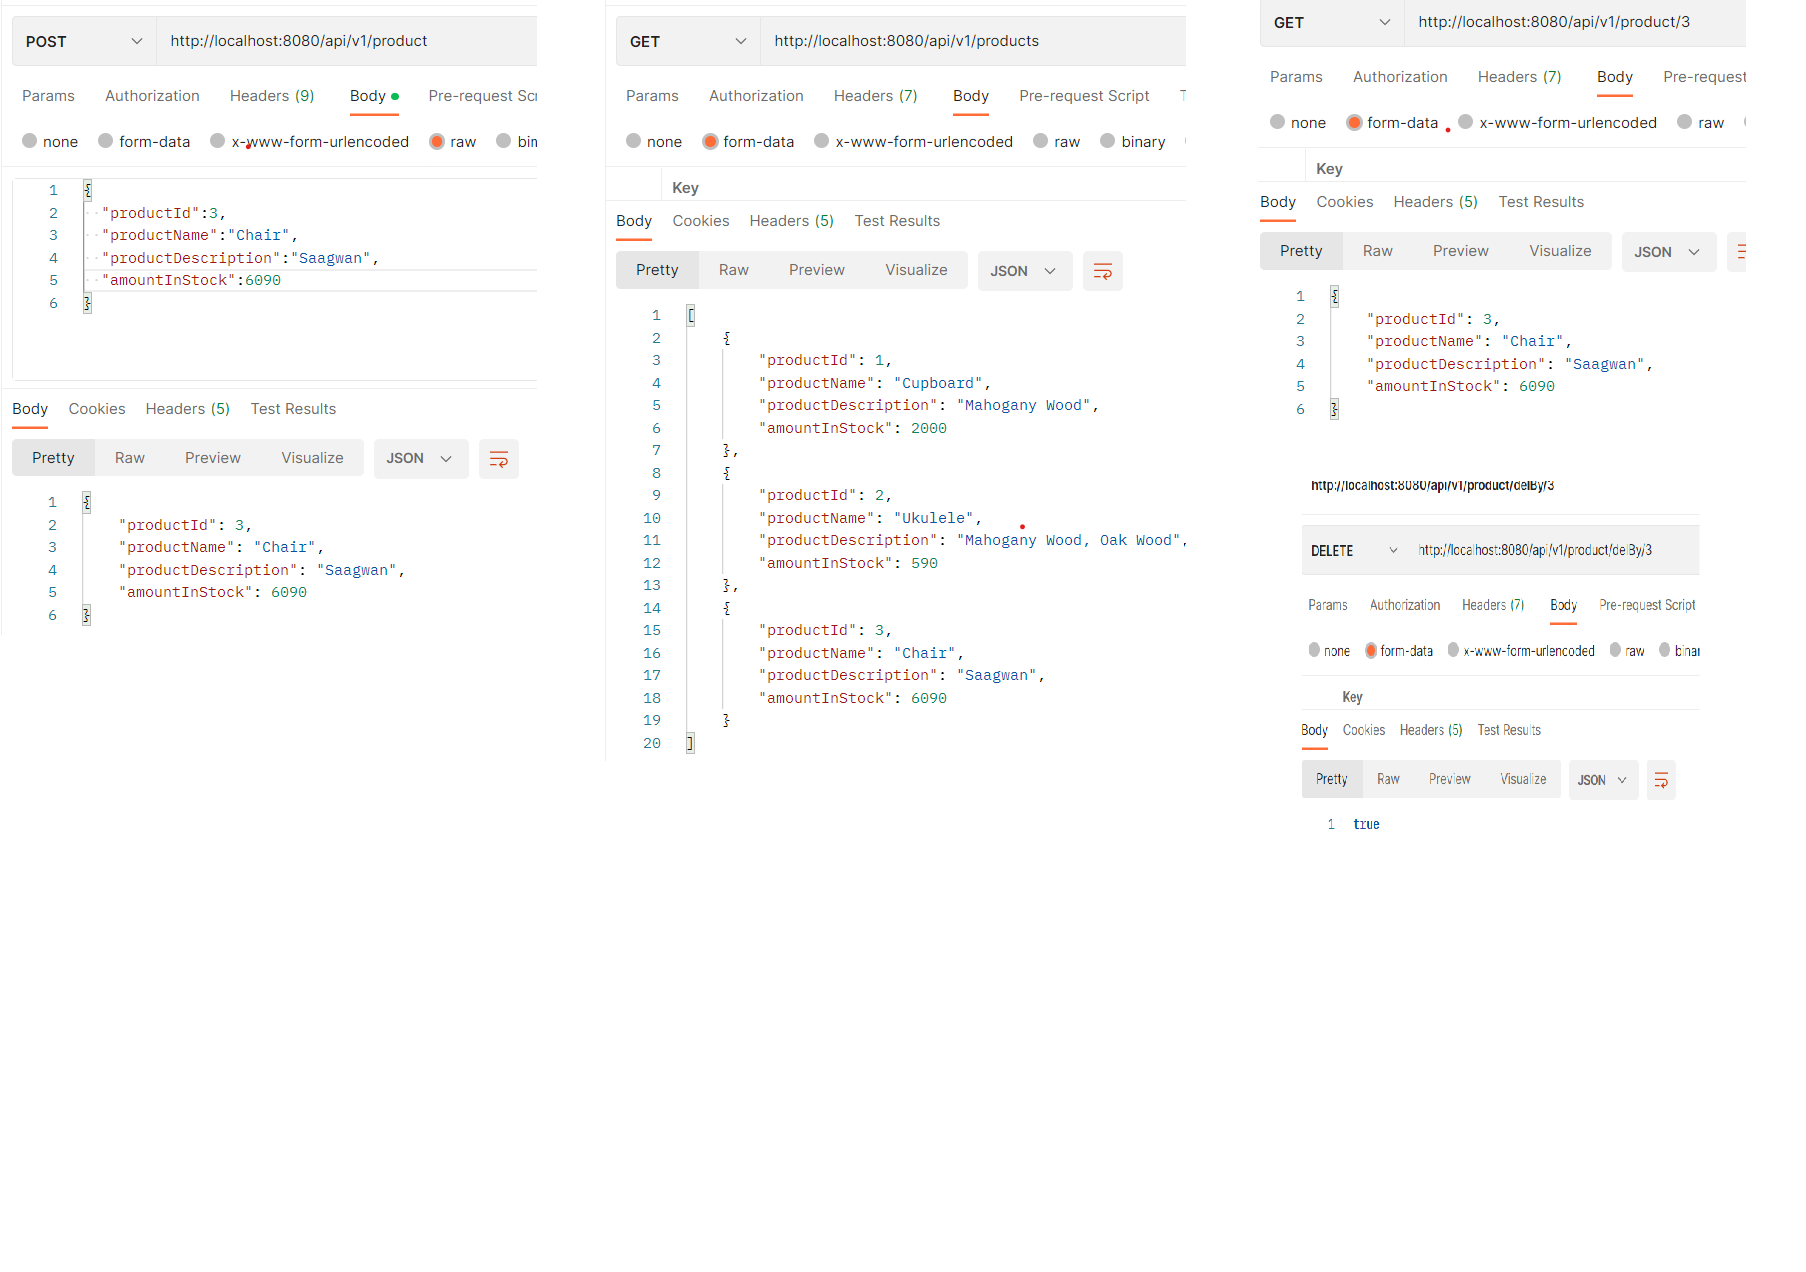 POST http://localhost:8080/api/v1/product
Params Authorization Headers (9) Body Pre-request Scr
none form-data x-www-form-urlencoded raw bin
1 {
2 "productId":3,
3 "productName":"Chair",
4 "productDescription":"Saagwan",
5 "amountInStock":6090
6 }
Body Cookies Headers (5) Test Results
Pretty Raw Preview Visualize JSON
1 {
2 "productId": 3,
3 "productName": "Chair",
4 "productDescription": "Saagwan",
5 "amountInStock": 6090
6 }
GET http://localhost:8080/api/v1/products
Params Authorization Headers (7) Body Pre-request Script T
none form-data x-www-form-urlencoded raw binary
Key
Body Cookies Headers (5) Test Results
Pretty Raw Preview Visualize JSON
1 [
2 {
3 "productId": 1,
4 "productName": "Cupboard",
5 "productDescription": "Mahogany Wood",
6 "amountInStock": 2000
7 },
8 {
9 "productId": 2,
10 "productName": "Ukulele",
11 "productDescription": "Mahogany Wood, Oak Wood",
12 "amountInStock": 590
13 },
14 {
15 "productId": 3,
16 "productName": "Chair",
17 "productDescription": "Saagwan",
18 "amountInStock": 6090
19 }
20 ]
GET http://localhost:8080/api/v1/product/3
Params Authorization Headers (7) Body Pre-request
none form-data x-www-form-urlencoded raw
Key
Body Cookies Headers (5) Test Results
Pretty Raw Preview Visualize JSON
1 {
2 "productId": 3,
3 "productName": "Chair",
4 "productDescription": "Saagwan",
5 "amountInStock": 6090
6 }
http://localhost:8080/api/v1/product/delBy/3
DELETE http://localhost:8080/api/v1/product/delBy/3
Params Authorization Headers (7) Body Pre-request Script
none form-data x-www-form-urlencoded raw binar
Key
Body Cookies Headers (5) Test Results
Pretty Raw Preview Visualize JSON
1 true